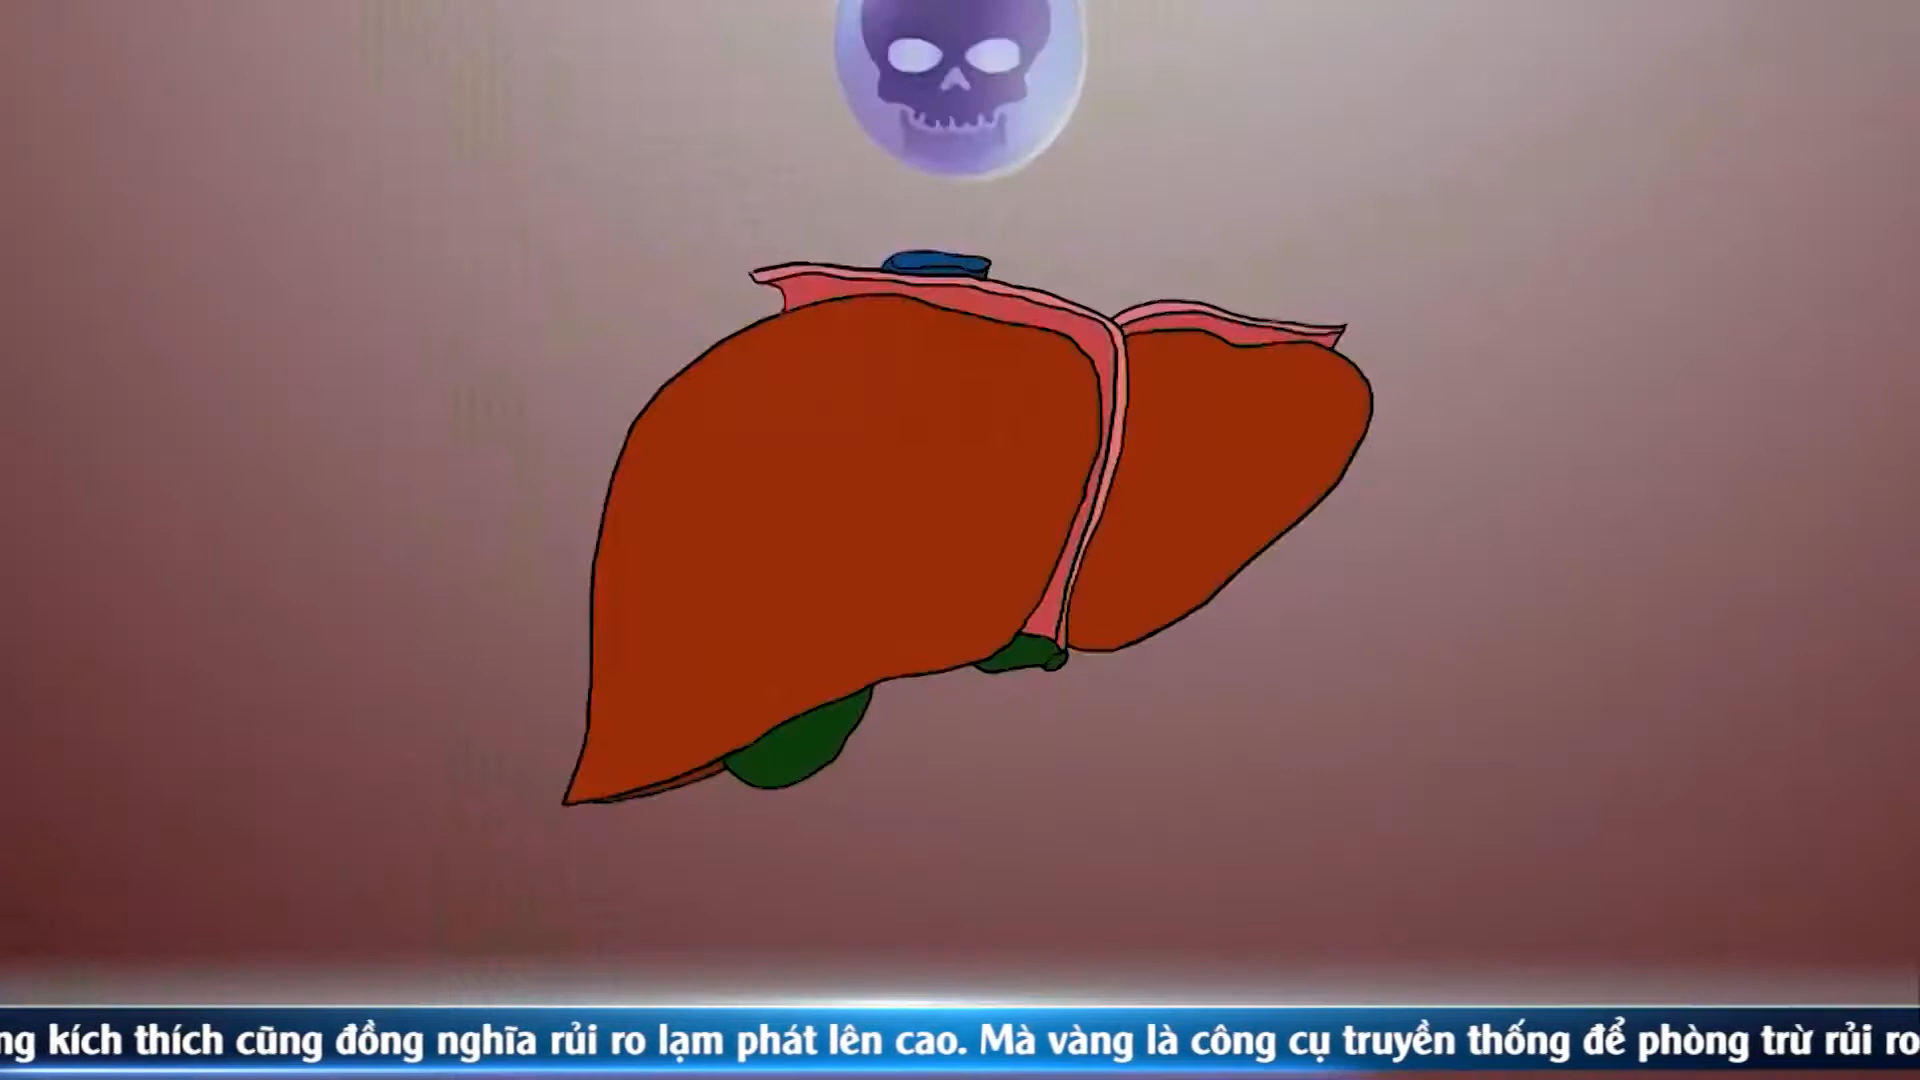 ng kích thích cũng đồng nghĩa rủi ro lạm phát lên cao. Mà vàng là công cụ truyền thống để phòng trừ rủi ro